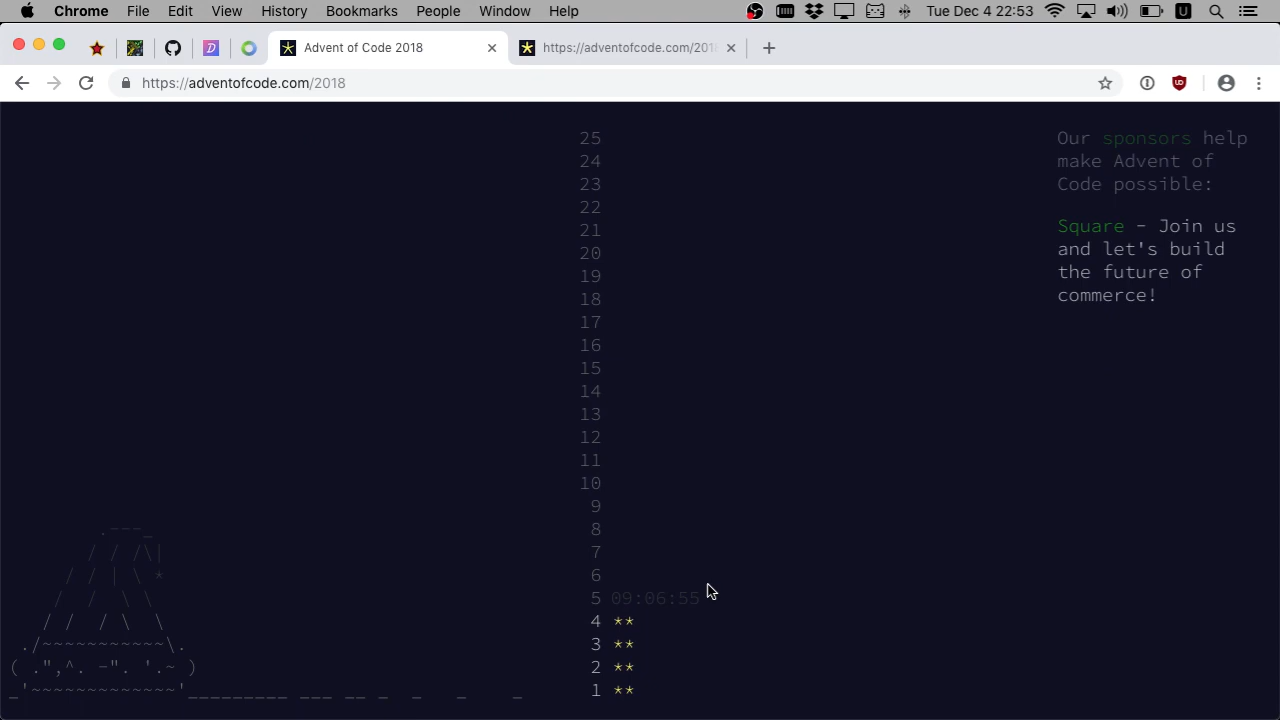 Chrome File Edit View History Bookmarks People Window Help Tue Dec 4 22:53 U
Advent of Code 2018 https://adventofcode.com/201
https://adventofcode.com/2018
25
24
23
22
21
20
19
18
17
16
15
14
13
12
11
10
9
8
7
6
5 09:06:55
4 **
3 **
2 **
1 **
Our sponsors help
make Advent of
Code possible:
Square - Join us
and let's build
the future of
commerce!